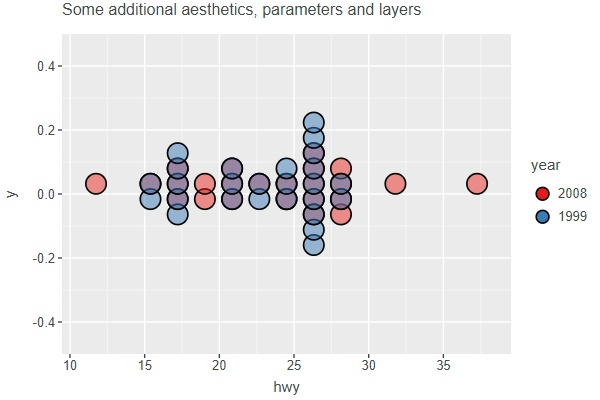 Some additional aesthetics, parameters and layers
0.4
0.2
0.0
-0.2
-0.4
y
10 15 20 25 30 35
hwy
year
2008
1999